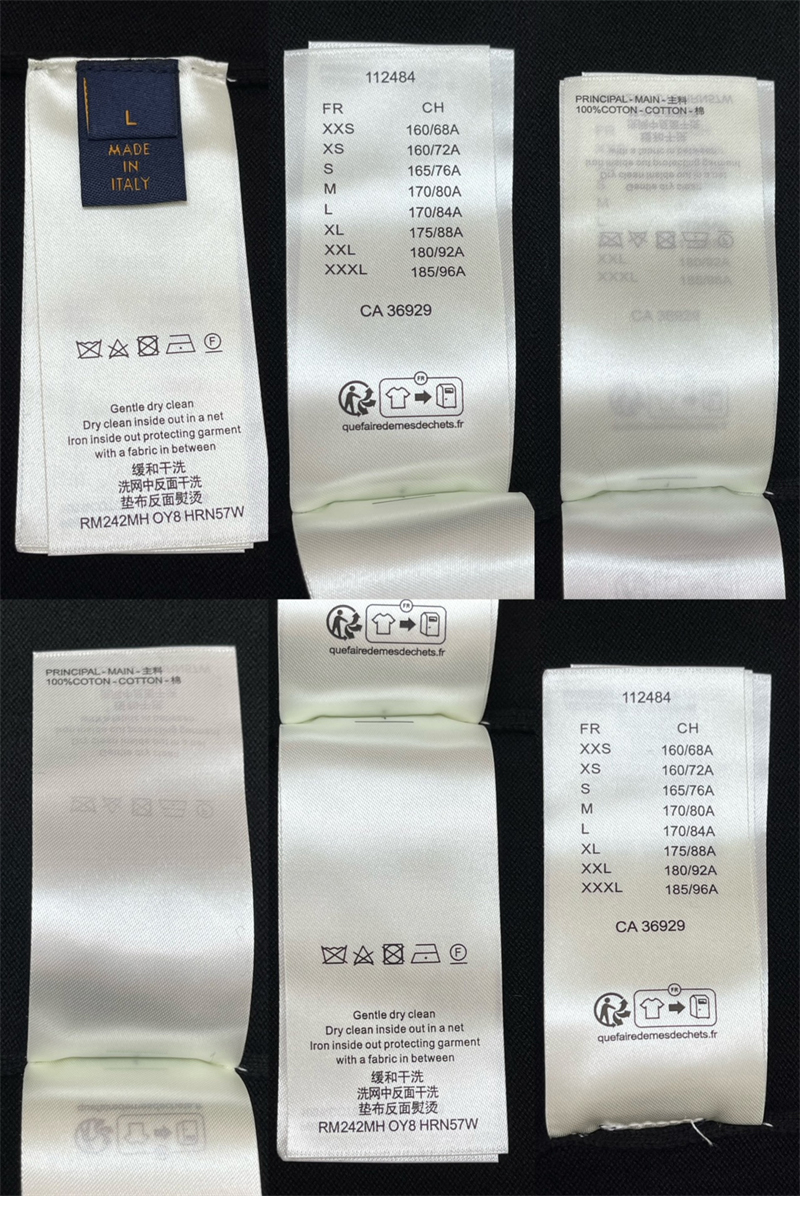 L
MADE
IN
ITALY
Gentle dry clean
Dry clean inside out in a net
Iron inside out protecting garment
with a fabric in between
缓和干洗
洗网中反面干洗
垫布反面熨烫
RM242MH OY8 HRN57W
112484
FR CH
XXS 160/68A
XS 160/72A
S 165/76A
M 170/80A
L 170/84A
XL 175/88A
XXL 180/92A
XXXL 185/96A
CA 36929
FR
quefairedemesdechets.fr
PRINCIPAL - MAIN - 主料
100%COTON - COTTON - 棉
PRINCIPAL - MAIN - 主料
100%COTON - COTTON - 棉
FR
quefairedemesdechets.fr
F
Gentle dry clean
Dry clean inside out in a net
Iron inside out protecting garment
with a fabric in between
缓和干洗
洗网中反面干洗
垫布反面熨烫
RM242MH OY8 HRN57W
112484
FR CH
XXS 160/68A
XS 160/72A
S 165/76A
M 170/80A
L 170/84A
XL 175/88A
XXL 180/92A
XXXL 185/96A
CA 36929
FR
quefairedemesdechets.fr